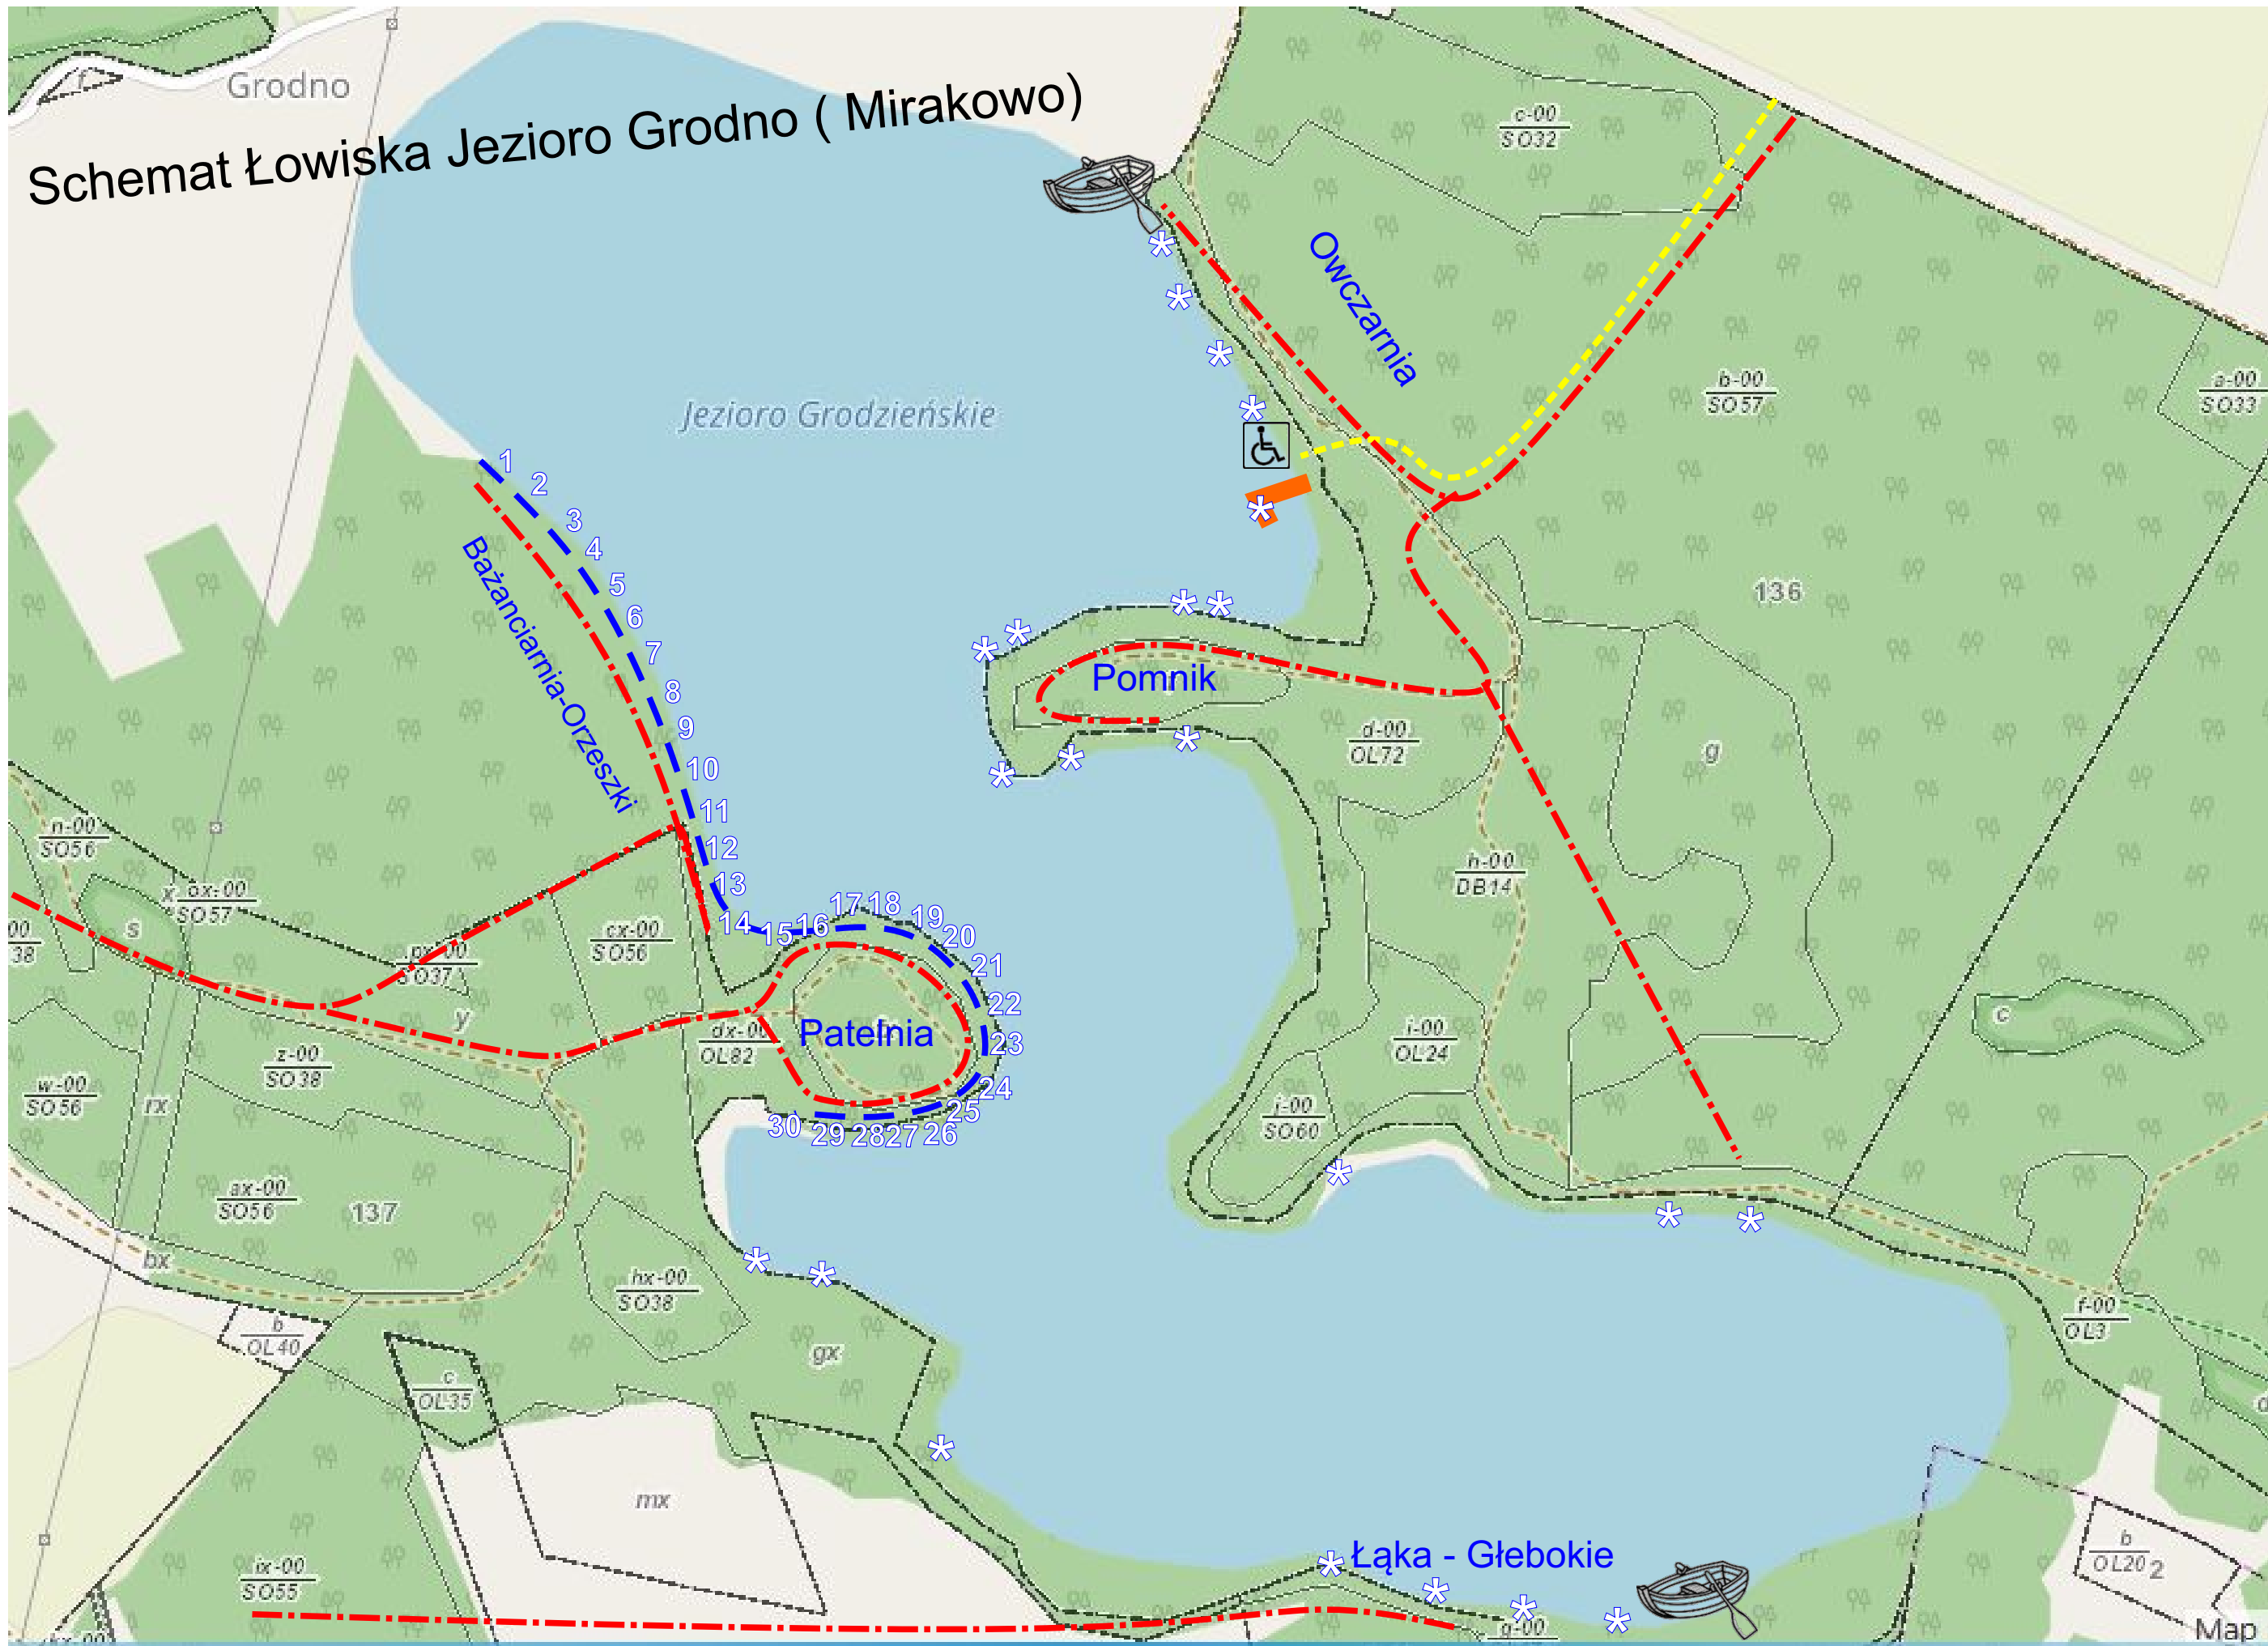 f
Grodno
Schemat Łowiska Jezioro Grodno ( Mirakowo)
c-00
SO32
Owczarnia
Jezioro Grodzieńskie
b-00
SO57
a-00
SO33
1
2
3
4
5
6
7
8
9
10
11
12
13
14
15
16
17
18
19
20
21
22
23
24
25
26
27
28
29
30
Bażanciarnia-Orzeszki
136
Pomnik
d-00
OL72
g
n-00
SO56
x
ox-00
SO57
h-00
DB14
s
00
38
px-00
SO37
cx-00
SO56
y
Patelnia
dx-00
OL82
c
i-00
OL24
z-00
SO38
w-00
SO56
rx
j-00
SO60
ax-00
SO56
137
bx
hx-00
SO38
f-00
OL3
b
OL40
gx
c
OL35
mx
Łąka - Głebokie
b
OL20
2
ix-00
SO55
g-00
Map